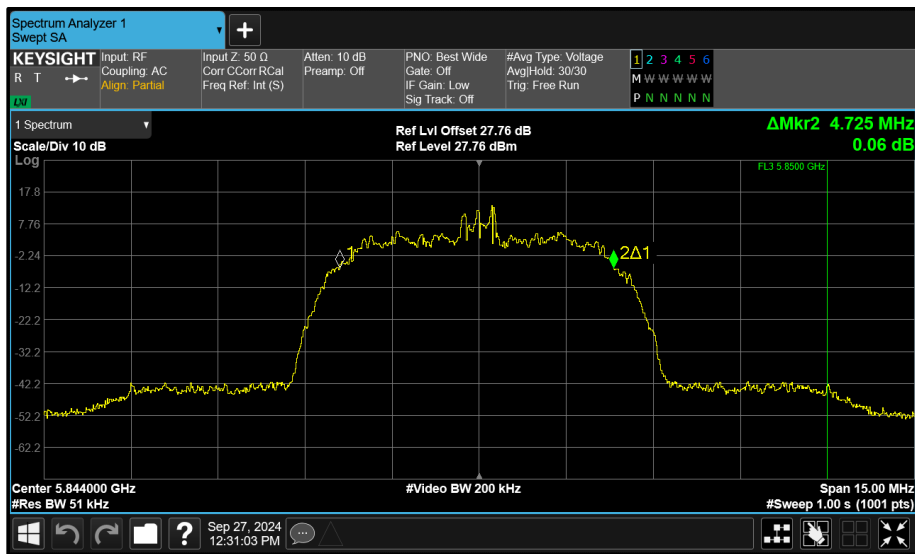 Spectrum Analyzer 1
Swept SA
+
KEYSIGHT
R T
LXI
Input: RF
Coupling: AC
Align: Partial
Input Z: 50 Ω
Corr CCorr RCal
Freq Ref: Int (S)
Atten: 10 dB
Preamp: Off
PNO: Best Wide
Gate: Off
IF Gain: Low
Sig Track: Off
#Avg Type: Voltage
Avg|Hold: 30/30
Trig: Free Run
1 2 3 4 5 6
M W W W W W
P N N N N N
1 Spectrum
Scale/Div 10 dB
Log
Ref Lvl Offset 27.76 dB
Ref Level 27.76 dBm
ΔMkr2 4.725 MHz
0.06 dB
FL3 5.8500 GHz
17.8
7.76
-2.24
-12.2
-22.2
-32.2
-42.2
-52.2
-62.2
1
2Δ1
Center 5.844000 GHz
#Res BW 51 kHz
#Video BW 200 kHz
Span 15.00 MHz
#Sweep 1.00 s (1001 pts)
?
Sep 27, 2024
12:31:03 PM